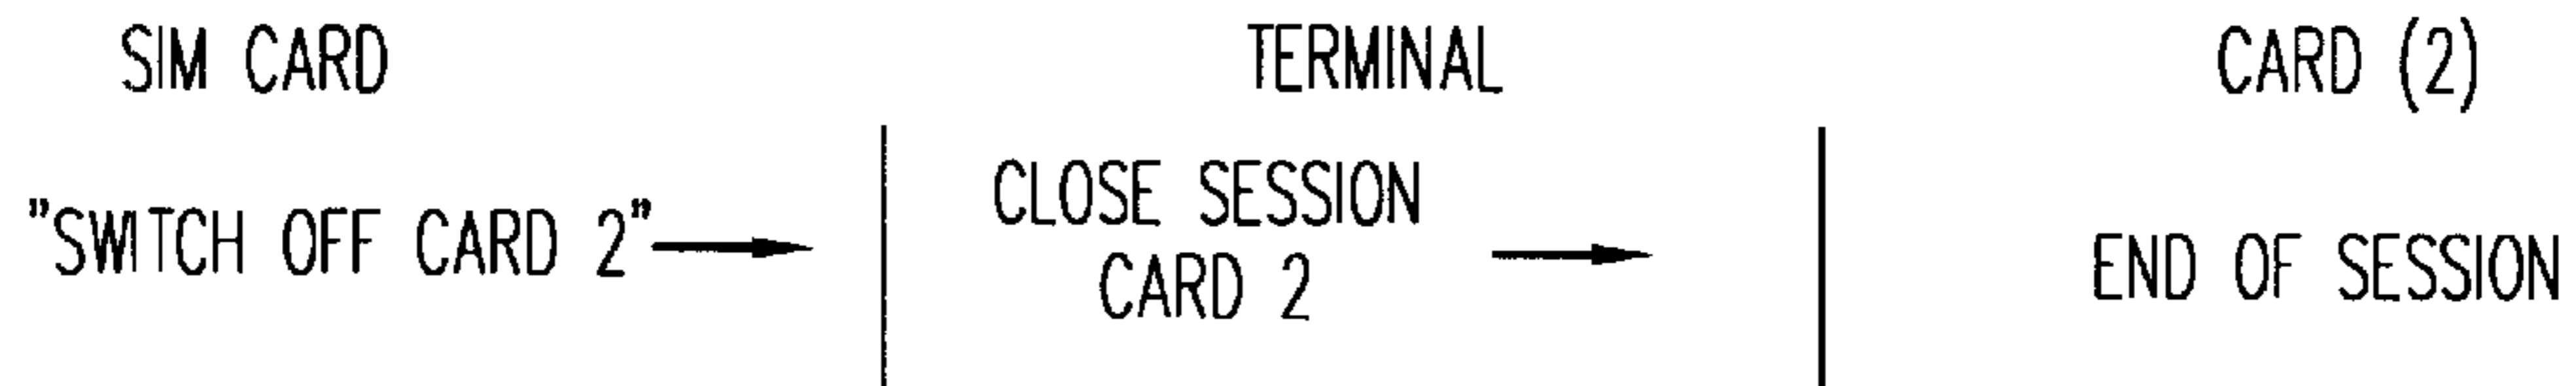 SIM CARD
TERMINAL
CARD (2)
"SWITCH OFF CARD 2"
CLOSE SESSION
CARD 2
END OF SESSION